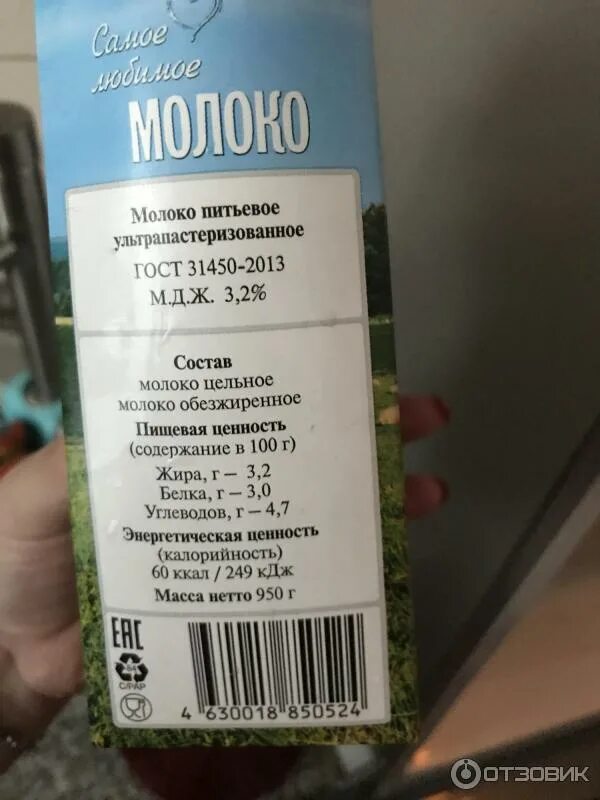 Самое
любимое
МОЛОКО
Молоко питьевое
ультрапастеризованное
ГОСТ 31450-2013
М.Д.Ж. 3,2%
Состав
молоко цельное
молоко обезжиренное
Пищевая ценность
(содержание в 100 г)
Жира, г — 3,2
Белка, г — 3,0
Углеводов, г — 4,7
Энергетическая ценность
(калорийность)
60 ккал / 249 кДж
Масса нетто 950 г
EAC
84
C/PAP
4 630018 850524
ОТЗОВИК